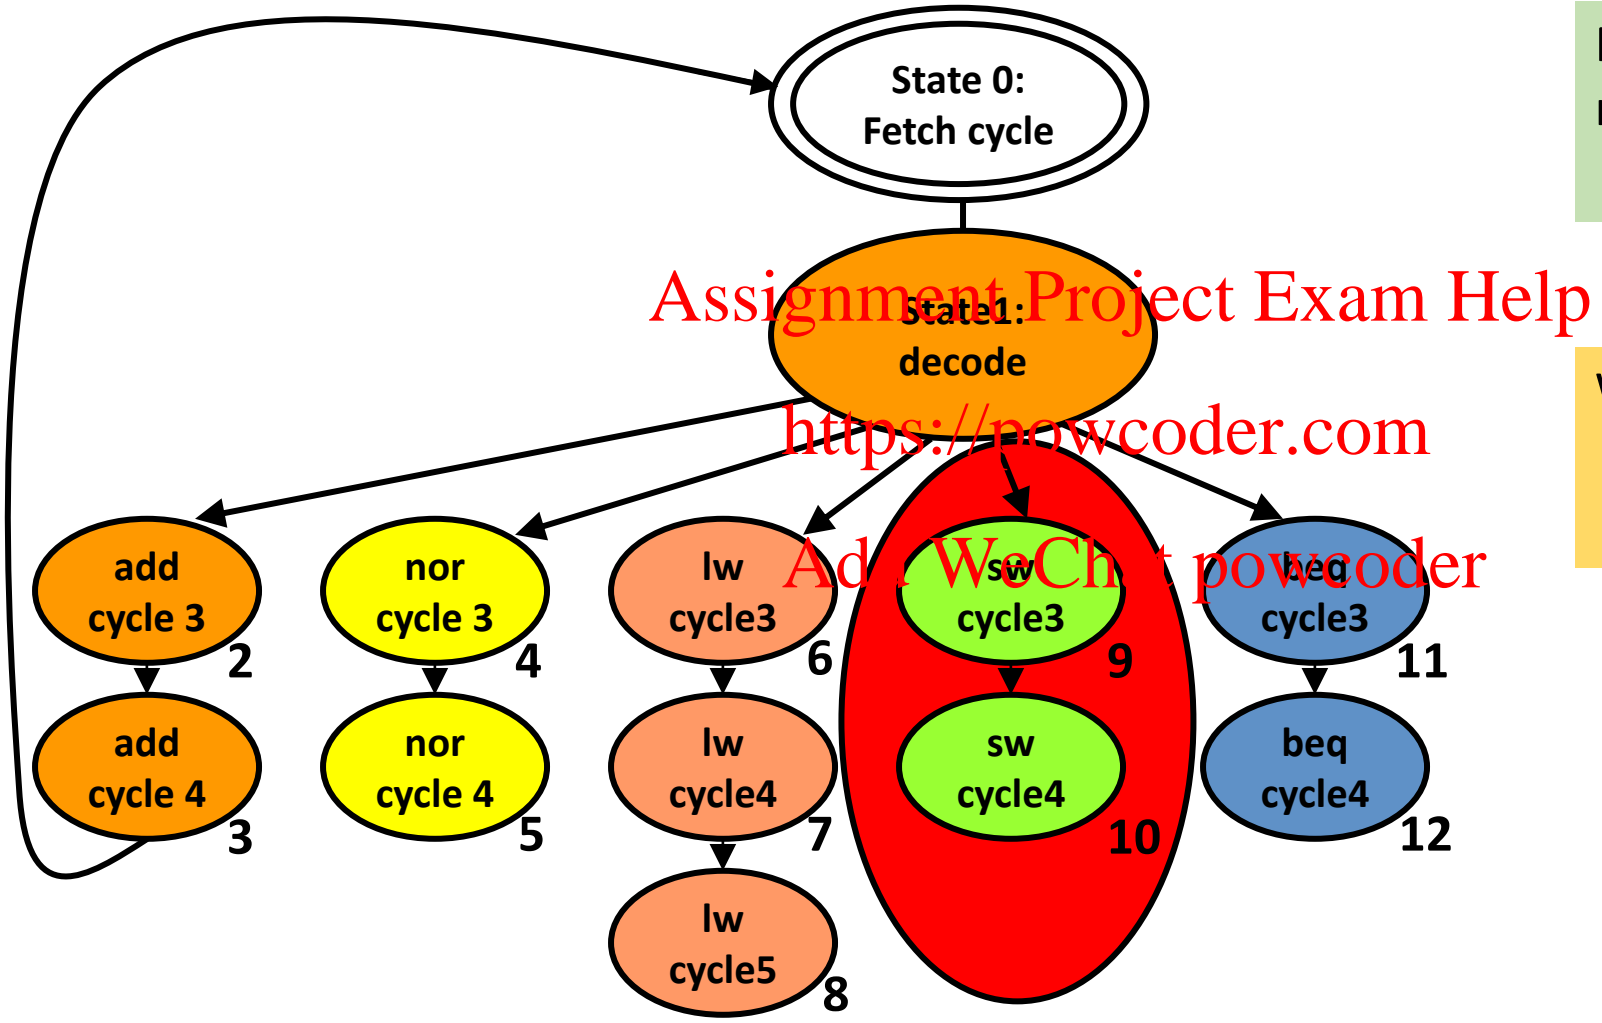 State 0:
Fetch cycle
State1:
decode
Assignment Project Exam Help
https://powcoder.com
Add WeChat powcoder
add
cycle 3
2
nor
cycle 3
4
lw
cycle3
6
sw
cycle3
9
beq
cycle3
11
add
cycle 4
3
nor
cycle 4
5
lw
cycle4
7
sw
cycle4
10
beq
cycle4
12
lw
cycle5
8